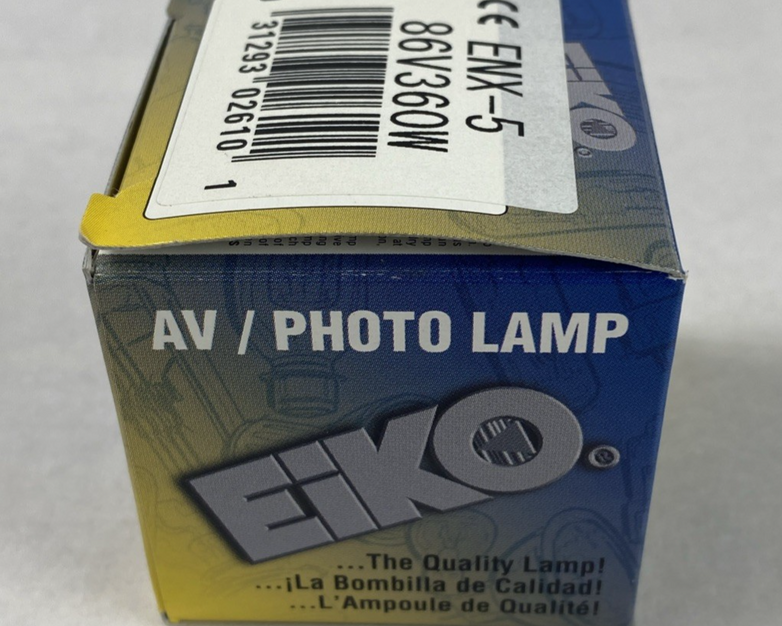 CE ENX-5
86V360W
31293 02610 1
EiKO
AV / PHOTO LAMP
EiKO®
...The Quality Lamp!
...¡La Bombilla de Calidad!
...L'Ampoule de Qualité!